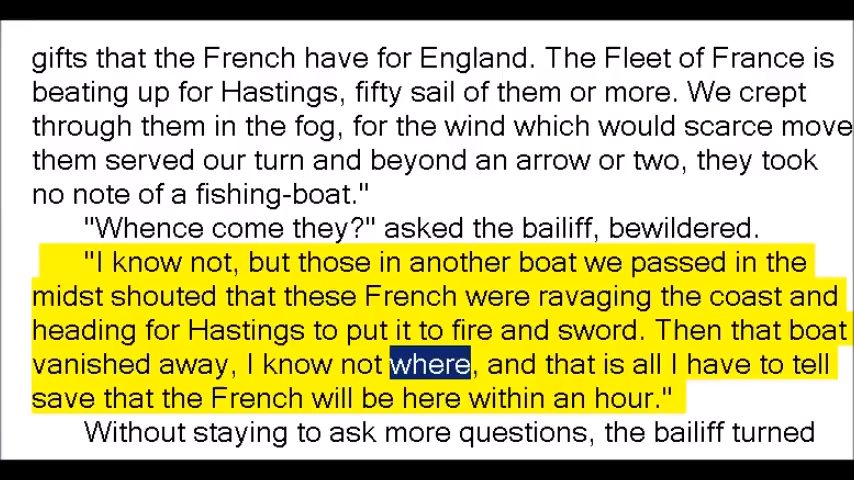 gifts that the French have for England. The Fleet of France is
beating up for Hastings, fifty sail of them or more. We crept
through them in the fog, for the wind which would scarce move
them served our turn and beyond an arrow or two, they took
no note of a fishing-boat."
"Whence come they?" asked the bailiff, bewildered.
"I know not, but those in another boat we passed in the
midst shouted that these French were ravaging the coast and
heading for Hastings to put it to fire and sword. Then that boat
vanished away, I know not where, and that is all I have to tell
save that the French will be here within an hour."
Without staying to ask more questions, the bailiff turned